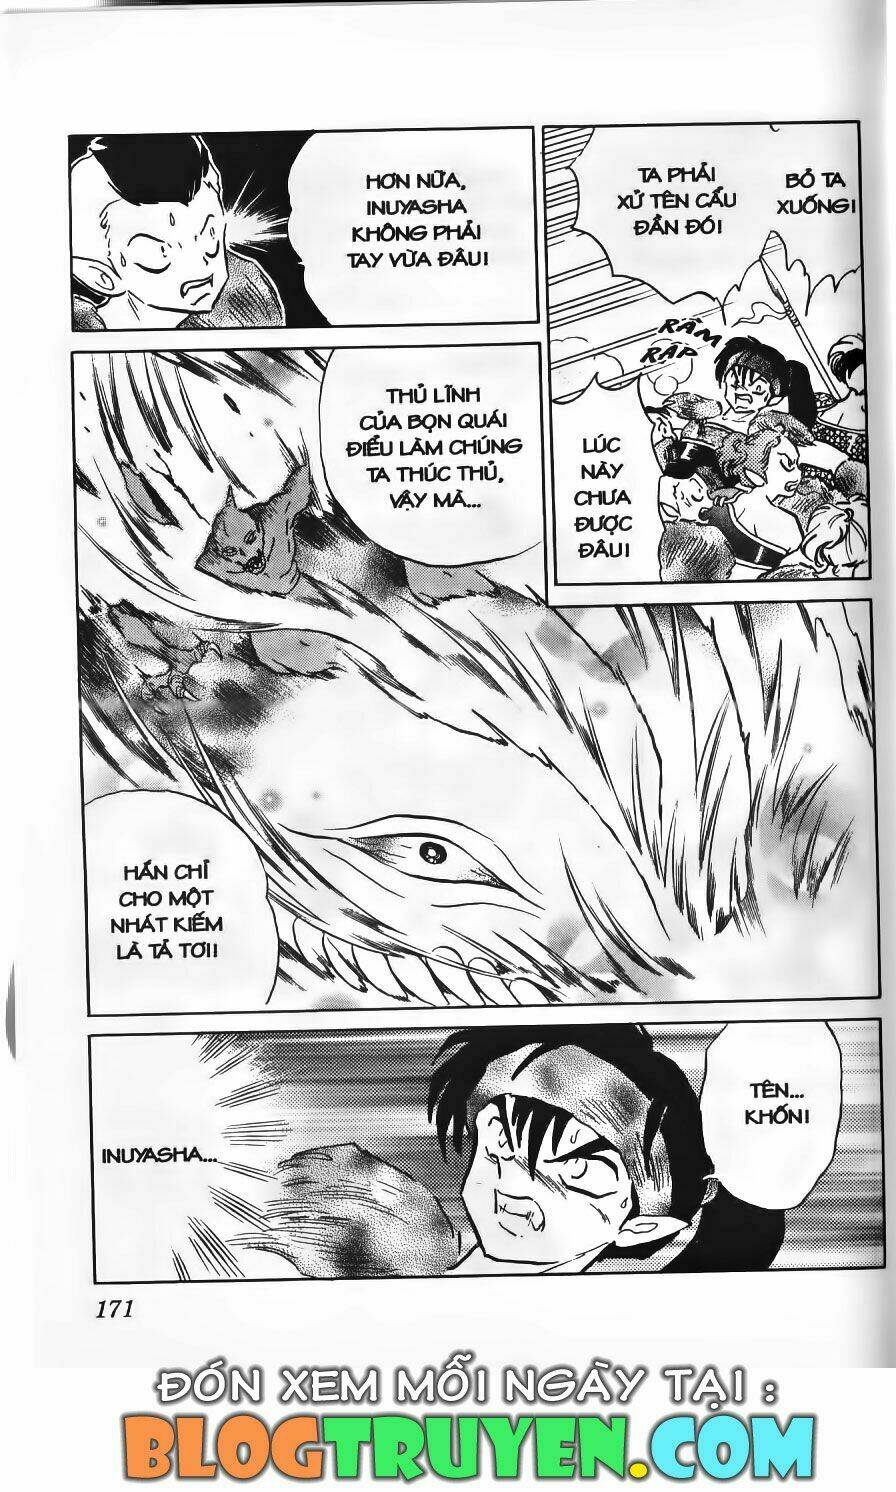 BỎ TA
XUỐNG!
TA PHẢI
XỬ TÊN CẨU
ĐẦN ĐÓ!
RẦM
RẬP
LÚC
NÀY
CHƯA
ĐƯỢC
ĐÂU!
HƠN NỮA,
INUYASHA
KHÔNG PHẢI
TAY VỪA ĐÂU!
THỦ LĨNH
CỦA BỌN QUÁI
ĐIỂU LÀM CHÚNG
TA THÚC THỦ,
VẬY MÀ...
HẮN CHỈ
CHO MỘT
NHÁT KIẾM
LÀ TẢ TƠI!
TÊN...
KHỐN!
INUYASHA...
171
ĐÓN XEM MỖI NGÀY TẠI :
BLOGTRUYEN.COM